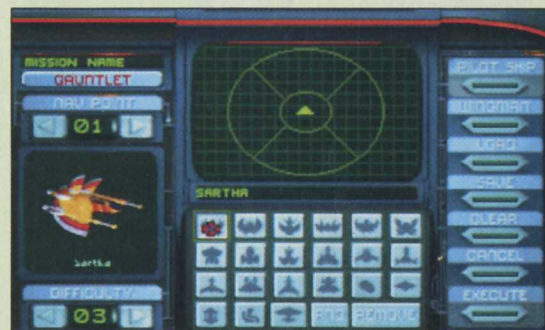 MISSION NAME
GAUNTLET
NAV POINT
01
Sartha
DIFFICULTY
03
SARTHA
AND REMOVE
PILOT SHIP
WINGMAN
LOAD
SAVE
CLEAR
CANCEL
EXECUTE